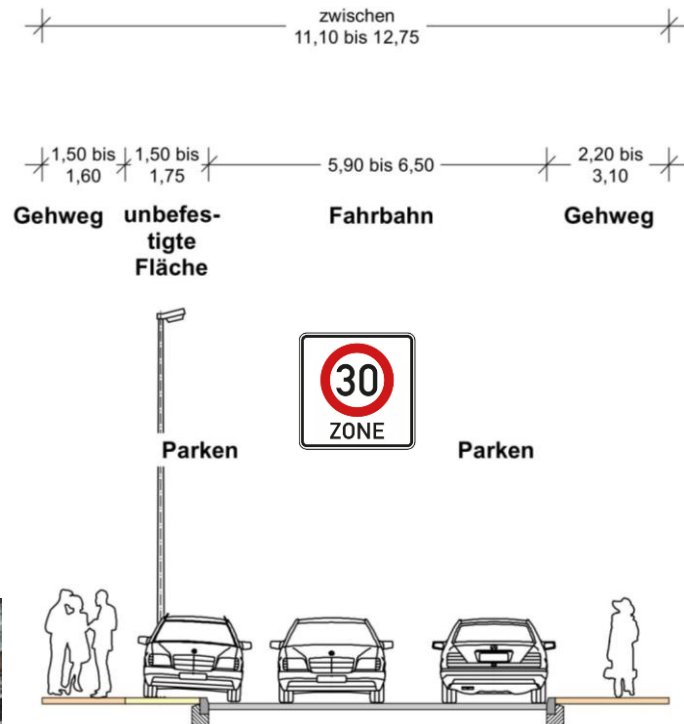 zwischen
11,10 bis 12,75
1,50 bis
1,60
1,50 bis
1,75
5,90 bis 6,50
2,20 bis
3,10
Gehweg
unbefes-
tigte
Fläche
Fahrbahn
Gehweg
30
ZONE
Parken
Parken